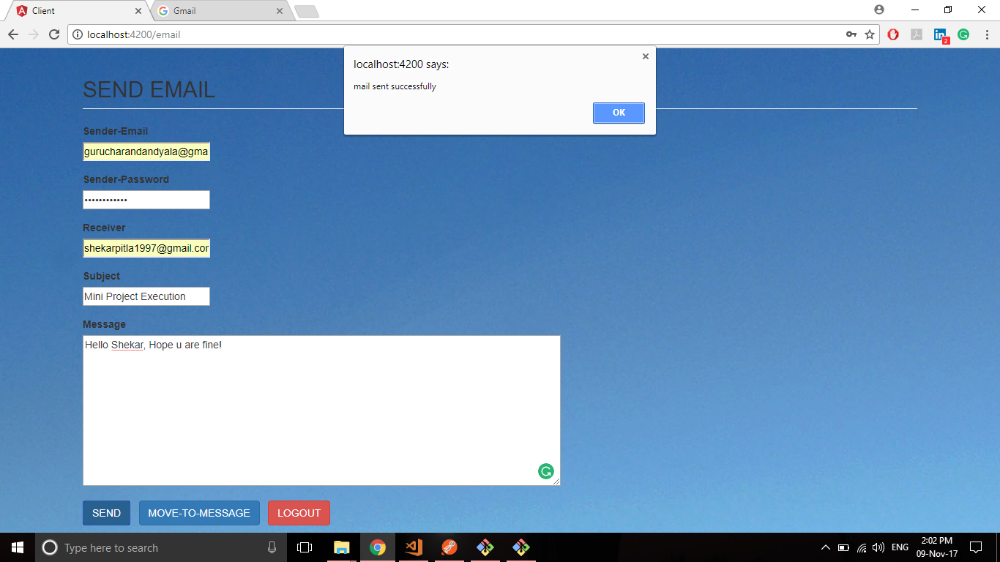 Client
Gmail
localhost:4200/email
2
localhost:4200 says:
mail sent successfully
OK
SEND EMAIL
Sender-Email
gurucharandandyala@gma
Sender-Password
••••••••••••
Receiver
shekarpitla1997@gmail.cor
Subject
Mini Project Execution
Message
Hello Shekar, Hope u are fine!
SEND
MOVE-TO-MESSAGE
LOGOUT
Type here to search
ENG
2:02 PM
09-Nov-17